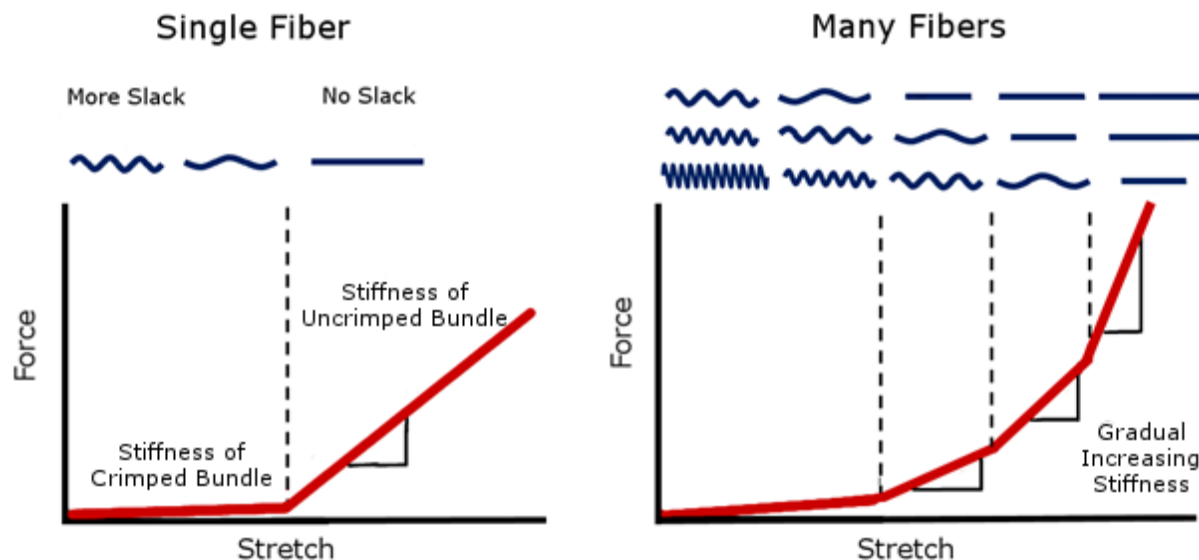 Single Fiber
More Slack
No Slack
Force
Stiffness of
Crimped Bundle
Stiffness of
Uncrimped Bundle
Stretch
Many Fibers
Force
Gradual
Increasing
Stiffness
Stretch